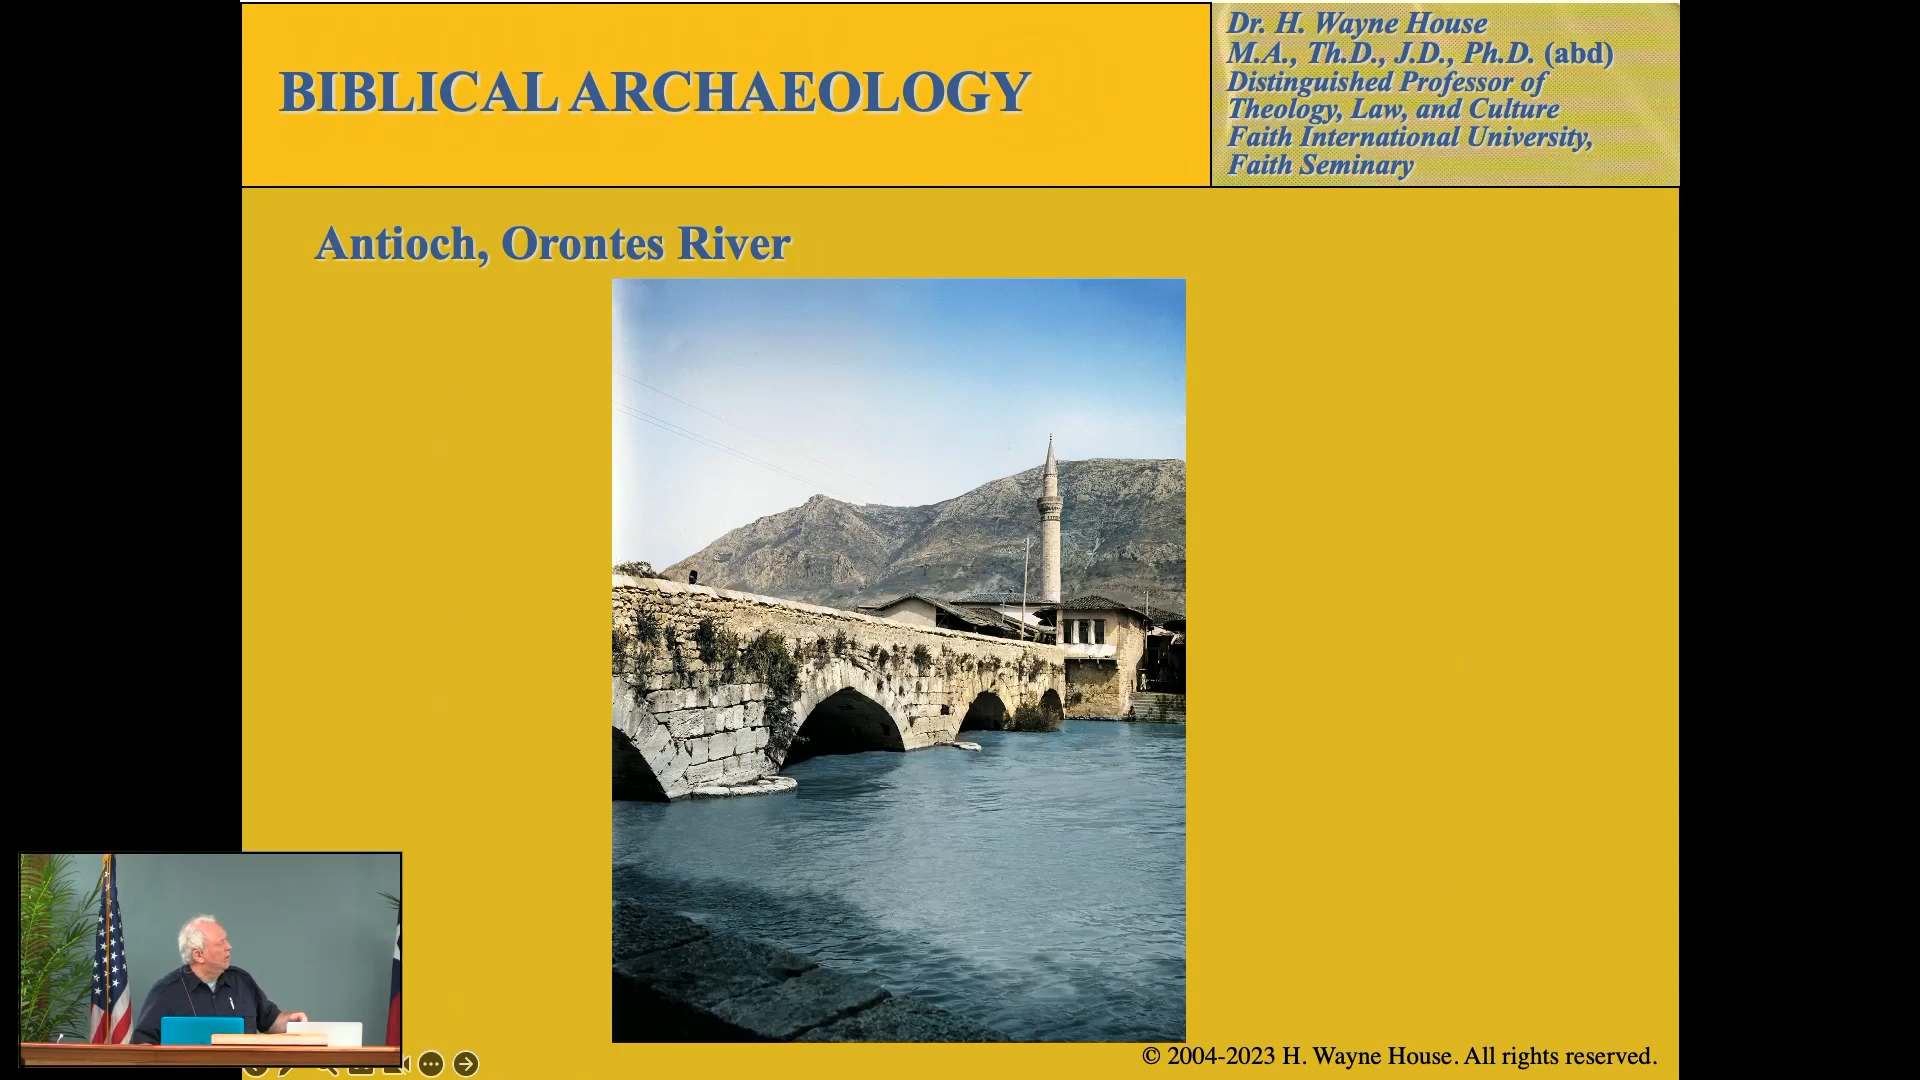 BIBLICAL ARCHAEOLOGY
Dr. H. Wayne House
M.A., Th.D., J.D., Ph.D. (abd)
Distinguished Professor of
Theology, Law, and Culture
Faith International University,
Faith Seminary
Antioch, Orontes River
© 2004-2023 H. Wayne House. All rights reserved.